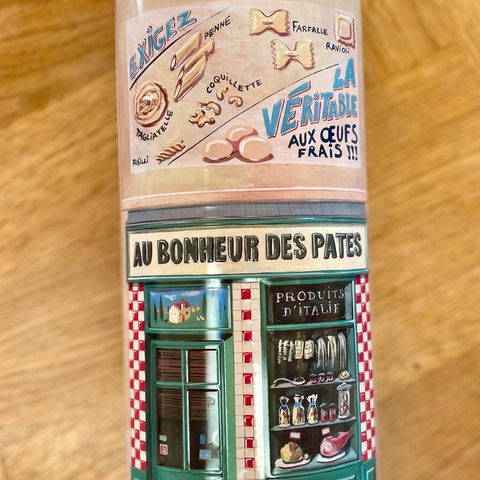 EXIGEZ
PENNE
FARFALLE
RAVIOLI
COQUILLETTE
TAGLIATELLE
FUSILLI
LA
VÉRITABLE
AUX ŒUFS
FRAIS !!!
AU BONHEUR DES PATES
PRODUITS
D'ITALIE